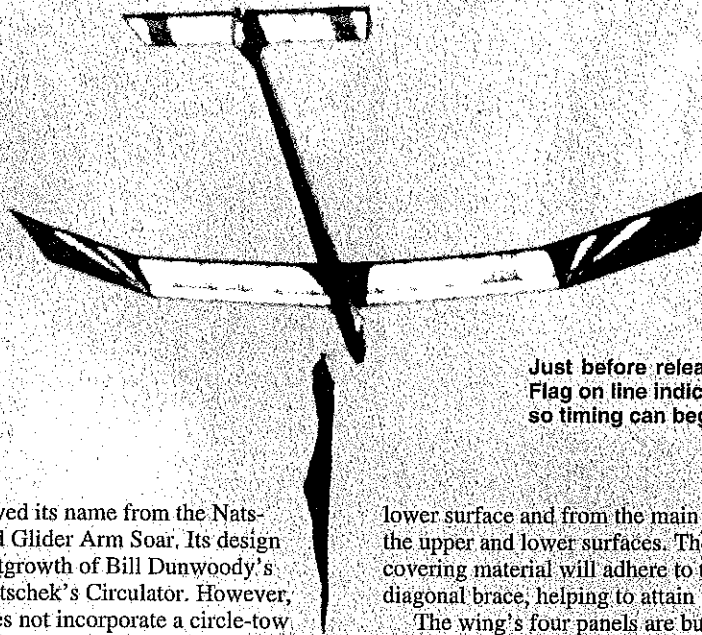 Just before relea
Flag on line indic
so timing can beg
ved its name from the Nats-
d Glider Arm Soar. Its design
tgrowth of Bill Dunwoody's
tschek's Circulator. However,
es not incorporate a circle-tow
lower surface and from the main
the upper and lower surfaces. Th
covering material will adhere to t
diagonal brace, helping to attain
The wing's four panels are bu